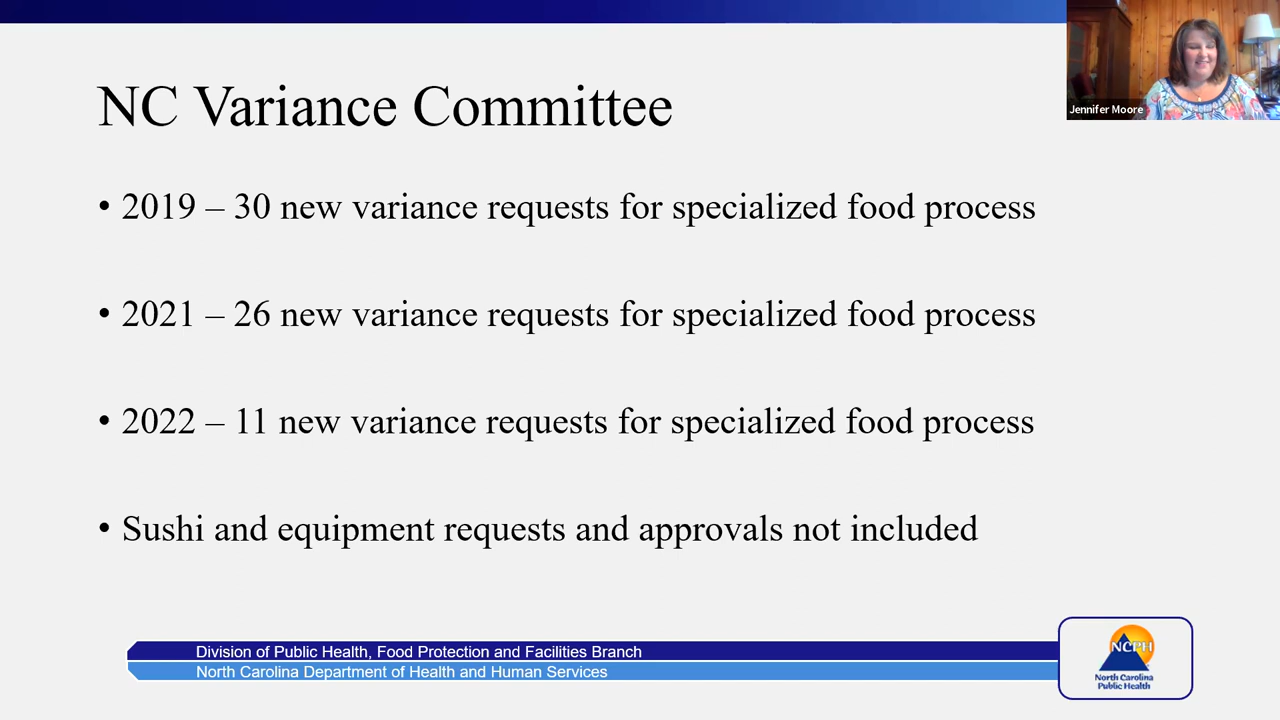 NC Variance Committee
Jennifer Moore
• 2019 – 30 new variance requests for specialized food process
• 2021 – 26 new variance requests for specialized food process
• 2022 – 11 new variance requests for specialized food process
• Sushi and equipment requests and approvals not included
Division of Public Health, Food Protection and Facilities Branch
North Carolina Department of Health and Human Services
NCPH
North Carolina
Public Health